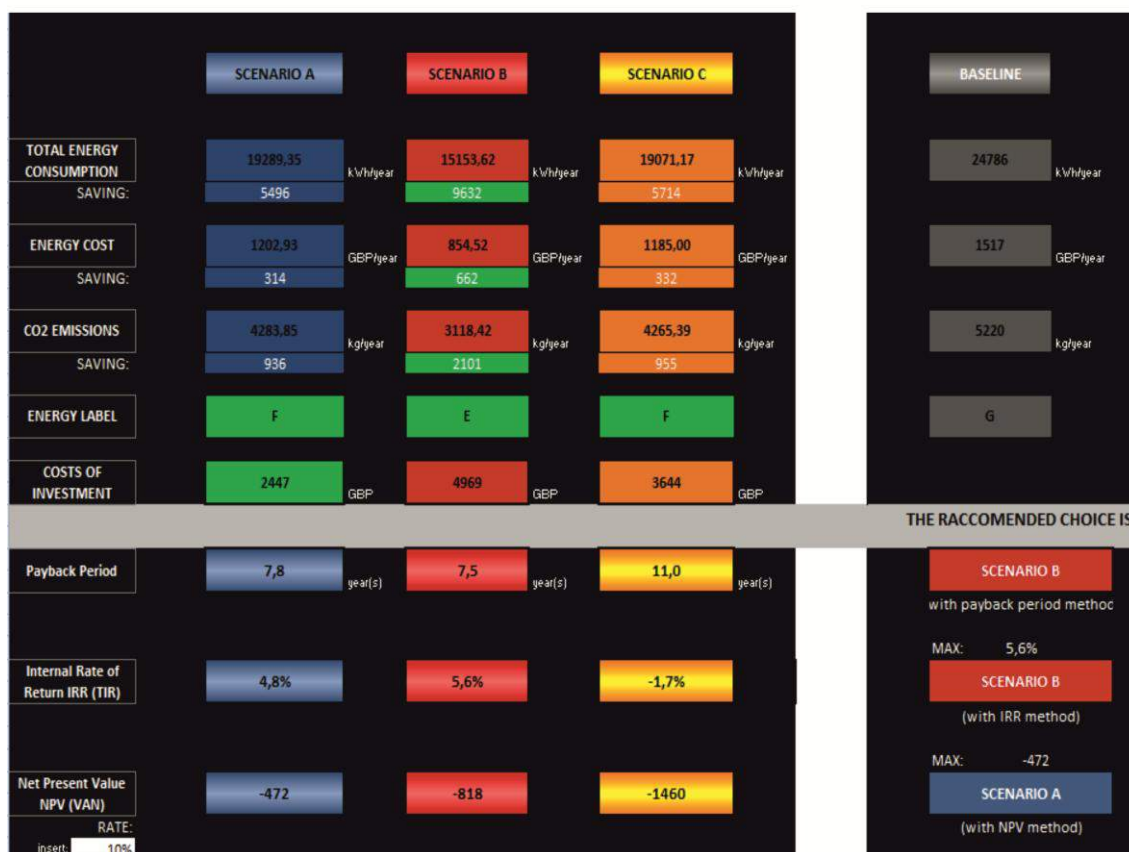 SCENARIO A SCENARIO B SCENARIO C BASELINE
TOTAL ENERGY
CONSUMPTION 19289,35 kWh/year 15153,62 kWh/year 19071,17 kWh/year 24786 kWh/year
SAVING: 5496 9632 5714
ENERGY COST 1202,93 GBP/year 854,52 GBP/year 1185,00 GBP/year 1517 GBP/year
SAVING: 314 662 332
CO2 EMISSIONS 4283,85 kg/year 3118,42 kg/year 4265,39 kg/year 5220 kg/year
SAVING: 936 2101 955
ENERGY LABEL F E F G
COSTS OF
INVESTMENT 2447 GBP 4969 GBP 3644 GBP
THE RACCOMENDED CHOICE IS
Payback Period 7,8 year(s) 7,5 year(s) 11,0 year(s) SCENARIO B
with payback period method
MAX: 5,6%
Internal Rate of
Return IRR (TIR) 4,8% 5,6% -1,7% SCENARIO B
(with IRR method)
MAX: -472
Net Present Value
NPV (VAN) -472 -818 -1460 SCENARIO A
RATE: (with NPV method)
insert: 10%